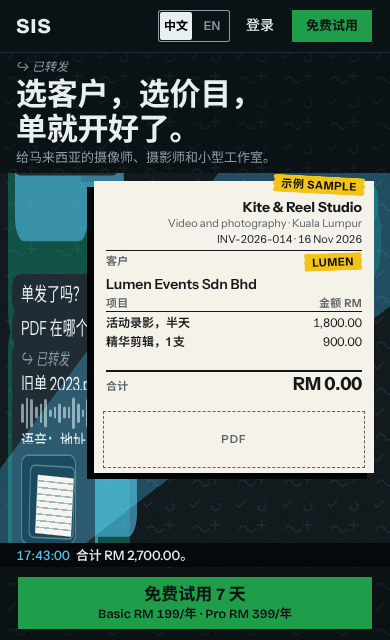 SIS
中文 EN 登录 免费试用
已转发
选客户，选价目，
单就开好了。
给马来西亚的摄像师、摄影师和小型工作室。
示例 SAMPLE
Kite & Reel Studio
Video and photography · Kuala Lumpur
INV-2026-014 · 16 Nov 2026
客户
LUMEN
Lumen Events Sdn Bhd
项目 金额 RM
活动录影，半天 1,800.00
精华剪辑，1 支 900.00
合计 RM 0.00
PDF
单发了吗？
PDF 在哪个
已转发
旧单 2023.
语音：地址
17:43:00 合计 RM 2,700.00。
免费试用 7 天
Basic RM 199/年 · Pro RM 399/年